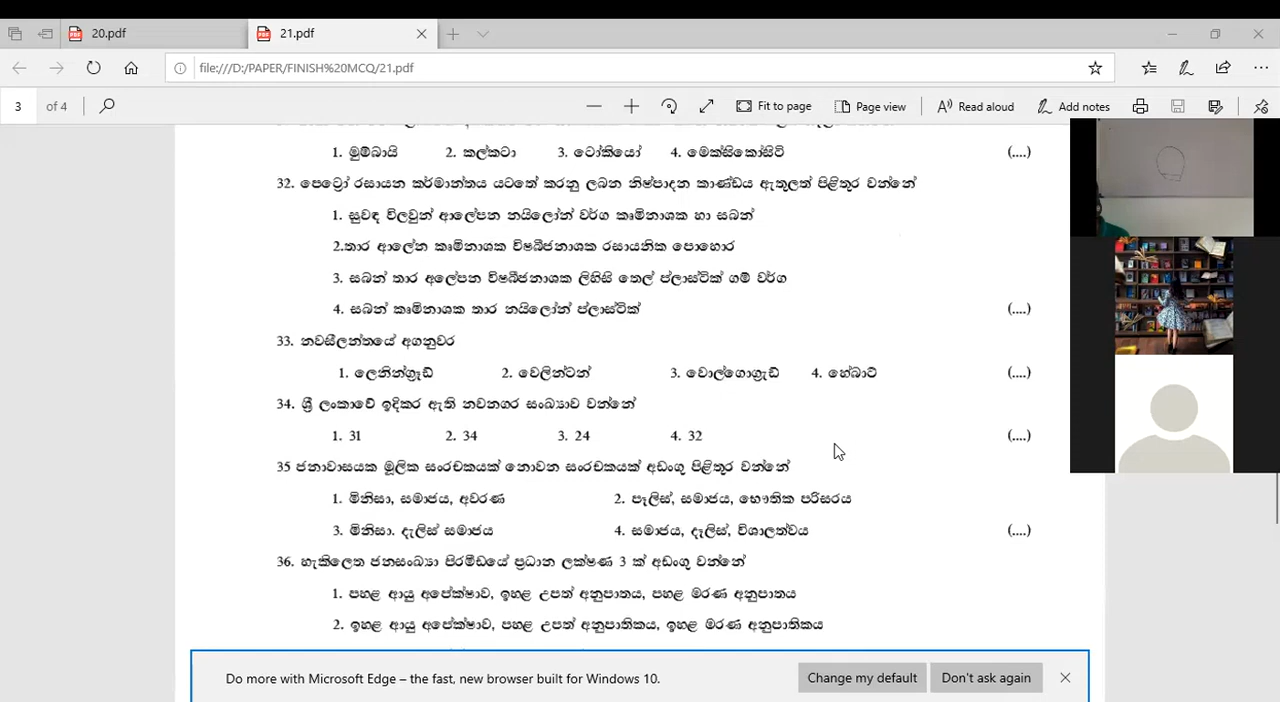 20.pdf
21.pdf
file:///D:/PAPER/FINISH%20MCQ/21.pdf
3 of 4
Fit to page
Page view
Read aloud
Add notes
1. මුම්බායි 2. කල්කටා 3. ටෝකියෝ 4. මෙක්සිකෝසිටි (....)
32. පෙට්‍රෝ රසායන කර්මාන්තය යටතේ කරනු ලබන නිෂ්පාදන කාණ්ඩය ඇතුලත් පිළිතුර වන්නේ
1. සුවඳ විලවුන් ආලේපන නයිලෝන් වර්ග කෘමිනාශක හා සබන්
2.තාර ආලේන කෘමිනාශක විෂබීජනාශක රසායනික පොහොර
3. සබන් තාර අලේපන විෂබීජනාශක ලිහිසි තෙල් ප්ලාස්ටික් ගම් වර්ග
4. සබන් කෘමිනාශක තාර නයිලෝන් ප්ලාස්ටික් (....)
33. නවසීලන්තයේ අගනුවර
1. ලෙනින්ග්‍රෑඩ් 2. වෙලින්ටන් 3. වොල්ගොග්‍රැඩ් 4. හේබාට් (....)
34. ශ්‍රී ලංකාවේ ඉදිකර ඇති නවනගර සංඛ්‍යාව වන්නේ
1. 31 2. 34 3. 24 4. 32 (....)
35 ජනාවාසයක මූලික සංරචකයක් නොවන සංරචකයක් අඩංගු පිළිතුර වන්නේ
1. මිනිසා, සමාජය, අවරණ 2. පැලිස්, සමාජය, භෞතික පරිසරය
3. මිනිසා. දැලිස් සමාජය 4. සමාජය, දැලිස්, විශාලත්වය (....)
36. හැකිලෙන ජනසංඛ්‍යා පිරමීඩයේ ප්‍රධාන ලක්ෂණ 3 ක් අඩංගු වන්නේ
1. පහළ ආයු අපේක්ෂාව, ඉහළ උපත් අනුපාතය, පහළ මරණ අනුපාතය
2. ඉහළ ආයු අපේක්ෂාව, පහළ උපත් අනුපාතිකය, ඉහළ මරණ අනුපාතිකය
Do more with Microsoft Edge – the fast, new browser built for Windows 10.
Change my default
Don't ask again